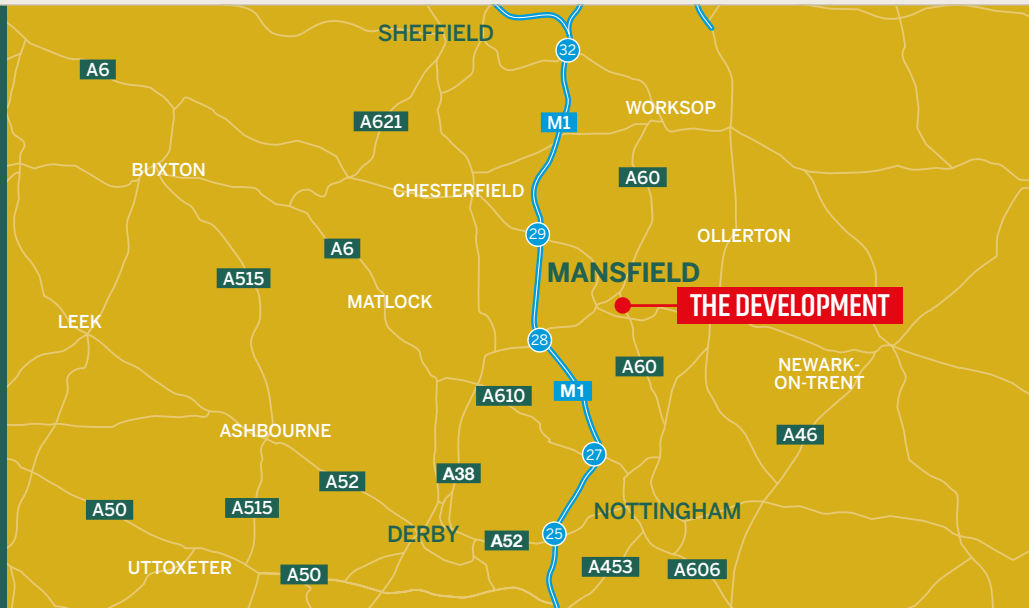 SHEFFIELD
32
A6
WORKSOP
A621
M1
BUXTON
A60
CHESTERFIELD
29
OLLERTON
A6
MANSFIELD
A515
MATLOCK
THE DEVELOPMENT
LEEK
28
A60
NEWARK-
ON-TRENT
A610
M1
ASHBOURNE
A46
27
A38
A52
A50
A515
NOTTINGHAM
DERBY
A52
25
UTTOXETER
A50
A453
A606